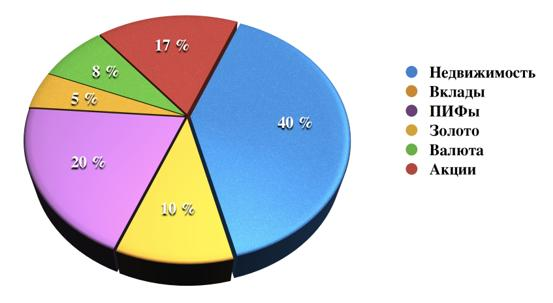 17 %
8 %
5 %
40 %
20 %
10 %
Недвижимость
Вклады
ПИФы
Золото
Валюта
Акции